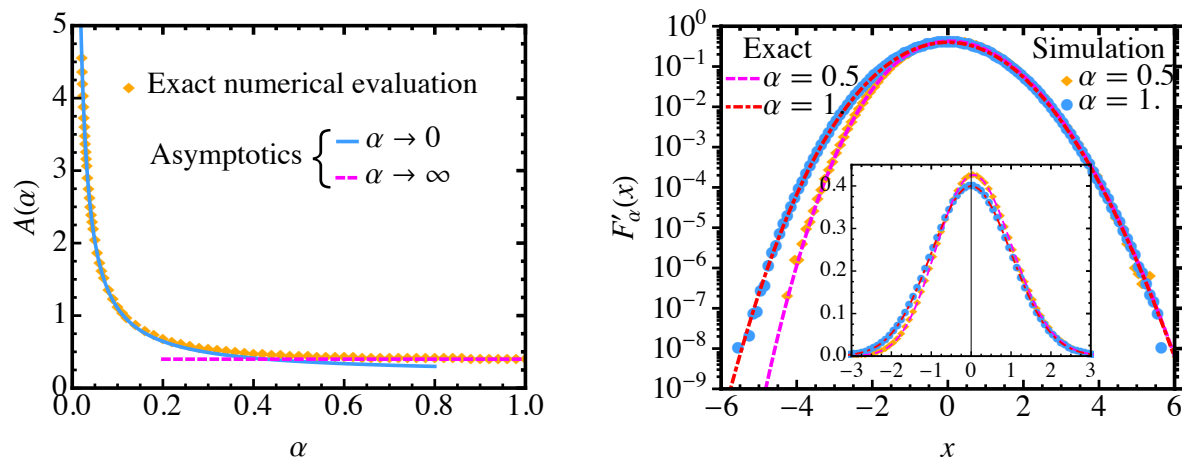 5
4
3
2
1
0
A(α)
Exact numerical evaluation
Asymptotics { α → 0
α → ∞
0.0 0.2 0.4 0.6 0.8 1.0
α
10⁰
10⁻¹
10⁻²
10⁻³
10⁻⁴
10⁻⁵
10⁻⁶
10⁻⁷
10⁻⁸
10⁻⁹
F′α(x)
Exact
α = 0.5
α = 1.
Simulation
α = 0.5
α = 1.
0.4
0.3
0.2
0.1
0.0
−3 −2 −1 0 1 2 3
−6 −4 −2 0 2 4 6
x